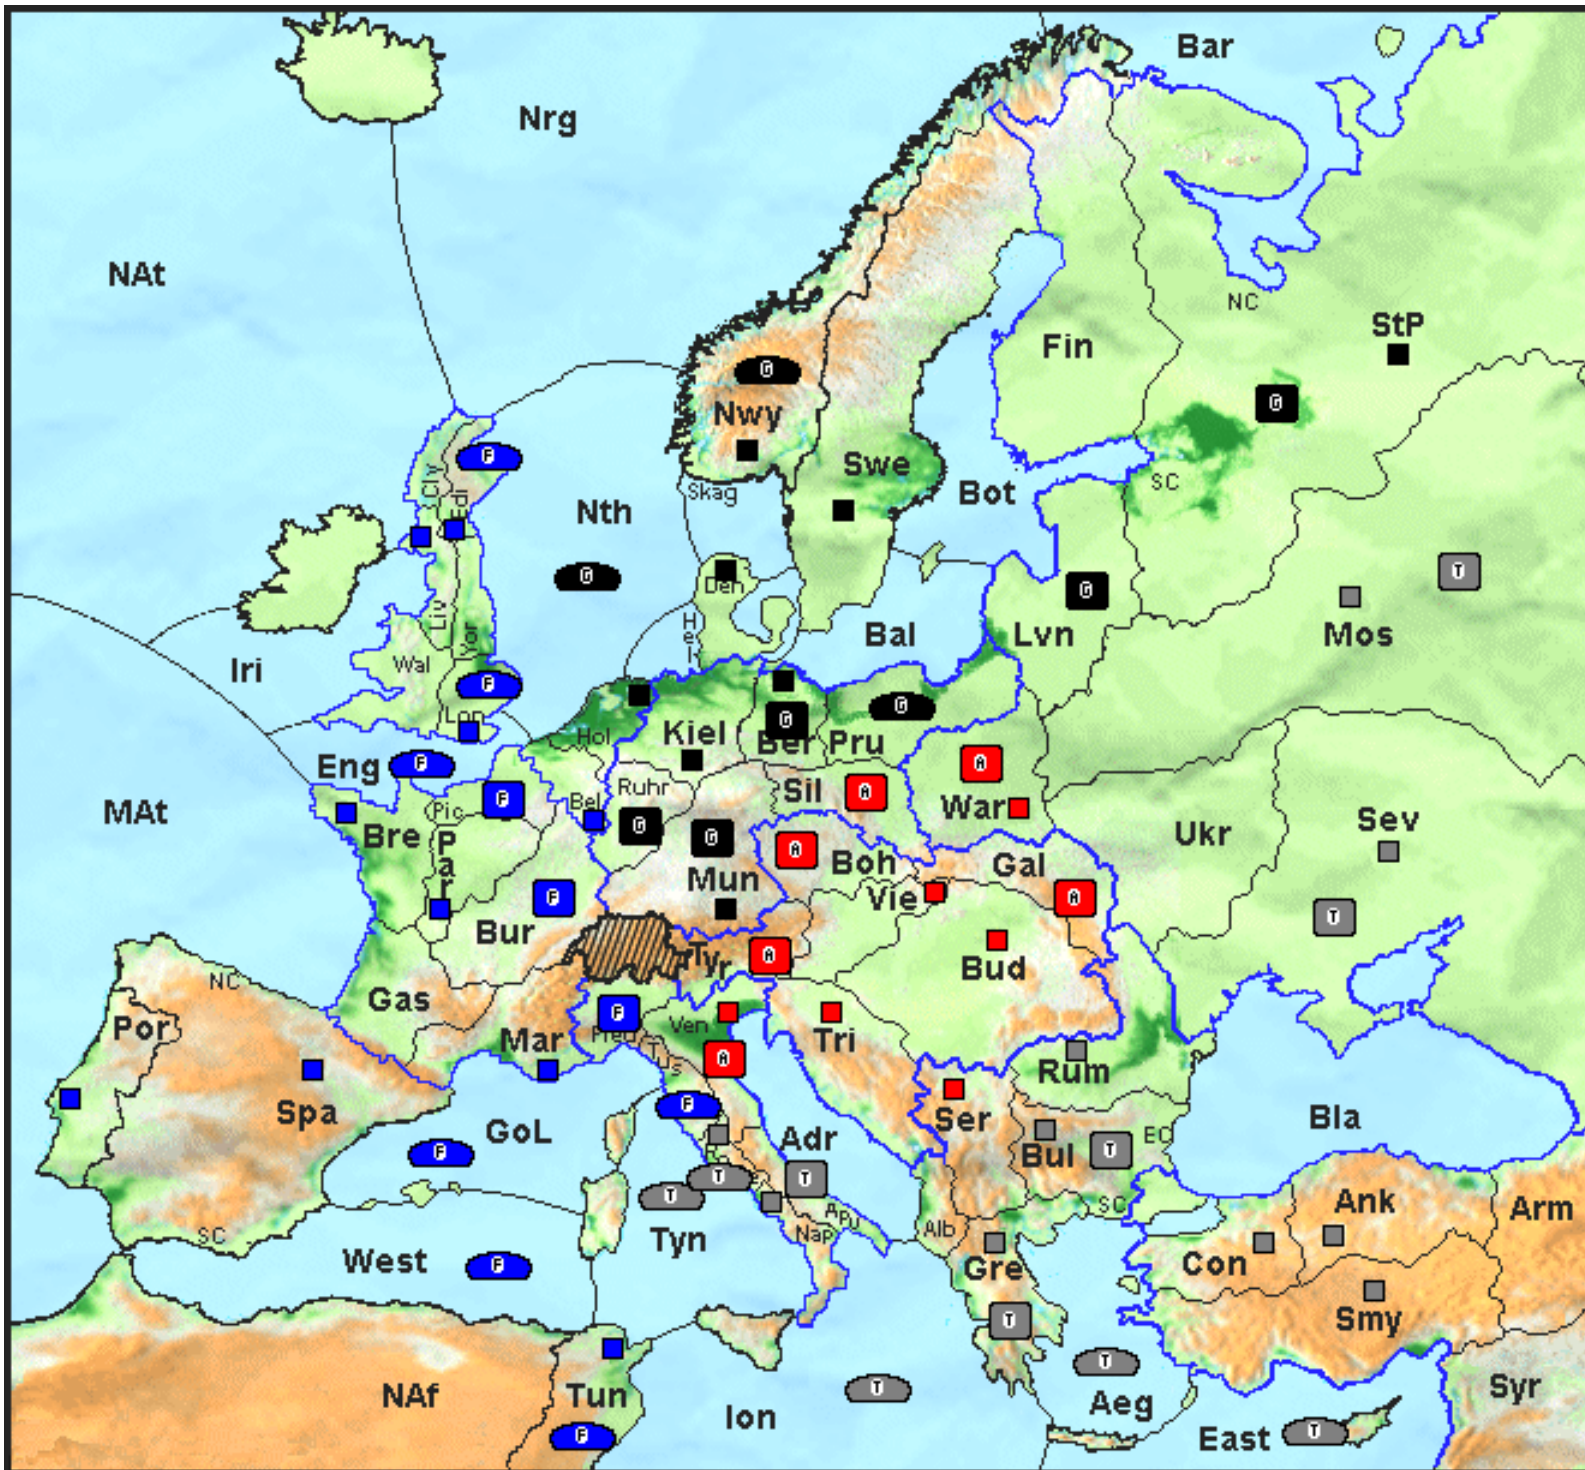 Bar
Nrg
NAt
NC
StP
Fin
G
G
Nwy
F
Swe
SC
Bot
Skag
Cly
Edi
Nth
G
Den
G
T
Mos
Lvn
Bal
Hel
Liv
Yor
Wal
Iri
F
Lon
G
G
Hol
Kiel
Ber
Pru
Eng
F
A
Sil
A
War
Ruhr
F
Bel
Pic
MAt
Bre
Par
G
G
A
Boh
Gal
Ukr
Sev
Mun
Vie
A
F
T
Bur
Tyr
A
Bud
NC
Gas
Por
F
Ven
Pied
Mar
Tus
A
Tri
Rum
Spa
F
GoL
Adr
Ser
Bla
Bul
T
EC
F
T
T
T
Ank
Arm
SC
Apu
Nap
Alb
SC
Tyn
West
F
Gre
Con
T
Smy
T
T
NAf
Tun
Ion
Aeg
Syr
F
East
T